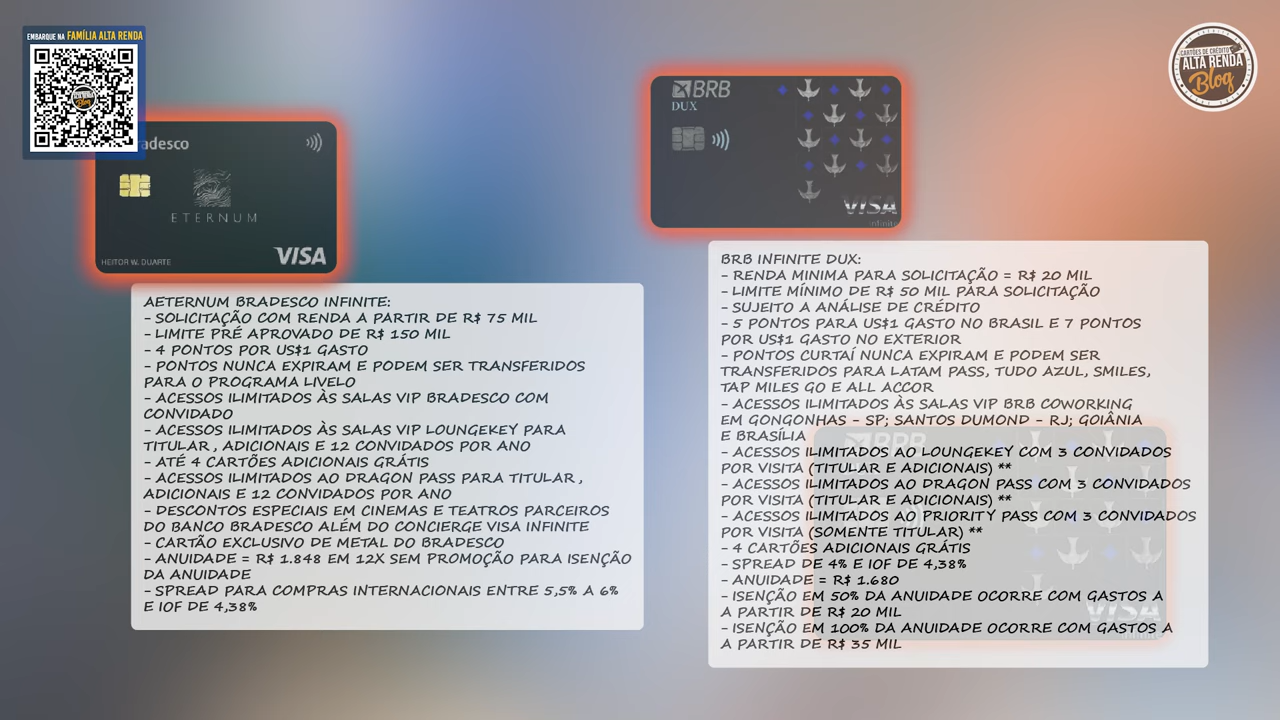 EMBARQUE NA FAMÍLIA ALTA RENDA
CARTÕES DE CRÉDITO
ALTA RENDA
Blog
adesco
ETERNUM
HEITOR W. DUARTE
VISA
BRB
DUX
VISA
Infinite
AETERNUM BRADESCO INFINITE:
- SOLICITAÇÃO COM RENDA A PARTIR DE R$ 75 MIL
- LIMITE PRÉ APROVADO DE R$ 150 MIL
- 4 PONTOS POR US$1 GASTO
- PONTOS NUNCA EXPIRAM E PODEM SER TRANSFERIDOS
PARA O PROGRAMA LIVELO
- ACESSOS ILIMITADOS ÀS SALAS VIP BRADESCO COM
CONVIDADO
- ACESSOS ILIMITADOS ÀS SALAS VIP LOUNGEKEY PARA
TITULAR, ADICIONAIS E 12 CONVIDADOS POR ANO
- ATÉ 4 CARTÕES ADICIONAIS GRÁTIS
- ACESSOS ILIMITADOS AO DRAGON PASS PARA TITULAR,
ADICIONAIS E 12 CONVIDADOS POR ANO
- DESCONTOS ESPECIAIS EM CINEMAS E TEATROS PARCEIROS
DO BANCO BRADESCO ALÉM DO CONCIERGE VISA INFINITE
- CARTÃO EXCLUSIVO DE METAL DO BRADESCO
- ANUIDADE = R$ 1.848 EM 12X SEM PROMOÇÃO PARA ISENÇÃO
DA ANUIDADE
- SPREAD PARA COMPRAS INTERNACIONAIS ENTRE 5,5% A 6%
E IOF DE 4,38%
BRB INFINITE DUX:
- RENDA MINIMA PARA SOLICITAÇÃO = R$ 20 MIL
- LIMITE MÍNIMO DE R$ 50 MIL PARA SOLICITAÇÃO
- SUJEITO A ANÁLISE DE CRÉDITO
- 5 PONTOS PARA US$1 GASTO NO BRASIL E 7 PONTOS
POR US$1 GASTO NO EXTERIOR
- PONTOS CURTAÍ NUNCA EXPIRAM E PODEM SER
TRANSFERIDOS PARA LATAM PASS, TUDO AZUL, SMILES,
TAP MILES GO E ALL ACCOR
- ACESSOS ILIMITADOS ÀS SALAS VIP BRB COWORKING
EM GONGONHAS - SP; SANTOS DUMOND - RJ; GOIÂNIA
E BRASÍLIA
- ACESSOS ILIMITADOS AO LOUNGEKEY COM 3 CONVIDADOS
POR VISITA (TITULAR E ADICIONAIS) **
- ACESSOS ILIMITADOS AO DRAGON PASS COM 3 CONVIDADOS
POR VISITA (TITULAR E ADICIONAIS) **
- ACESSOS ILIMITADOS AO PRIORITY PASS COM 3 CONVIDADOS
POR VISITA (SOMENTE TITULAR) **
- 4 CARTÕES ADICIONAIS GRÁTIS
- SPREAD DE 4% E IOF DE 4,38%
- ANUIDADE = R$ 1.680
- ISENÇÃO EM 50% DA ANUIDADE OCORRE COM GASTOS A
A PARTIR DE R$ 20 MIL
- ISENÇÃO EM 100% DA ANUIDADE OCORRE COM GASTOS A
A PARTIR DE R$ 35 MIL
BRB
VISA